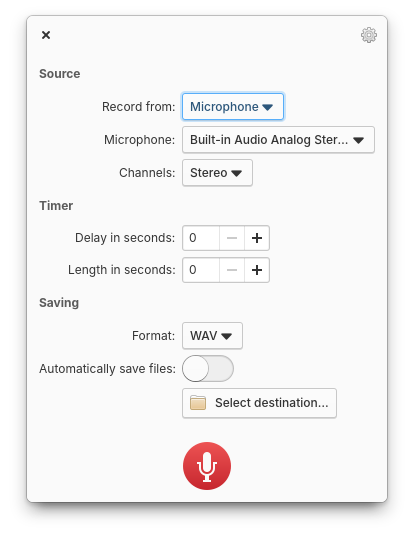 Source
Record from: Microphone
Microphone: Built-in Audio Analog Ster...
Channels: Stereo
Timer
Delay in seconds: 0
Length in seconds: 0
Saving
Format: WAV
Automatically save files:
Select destination...